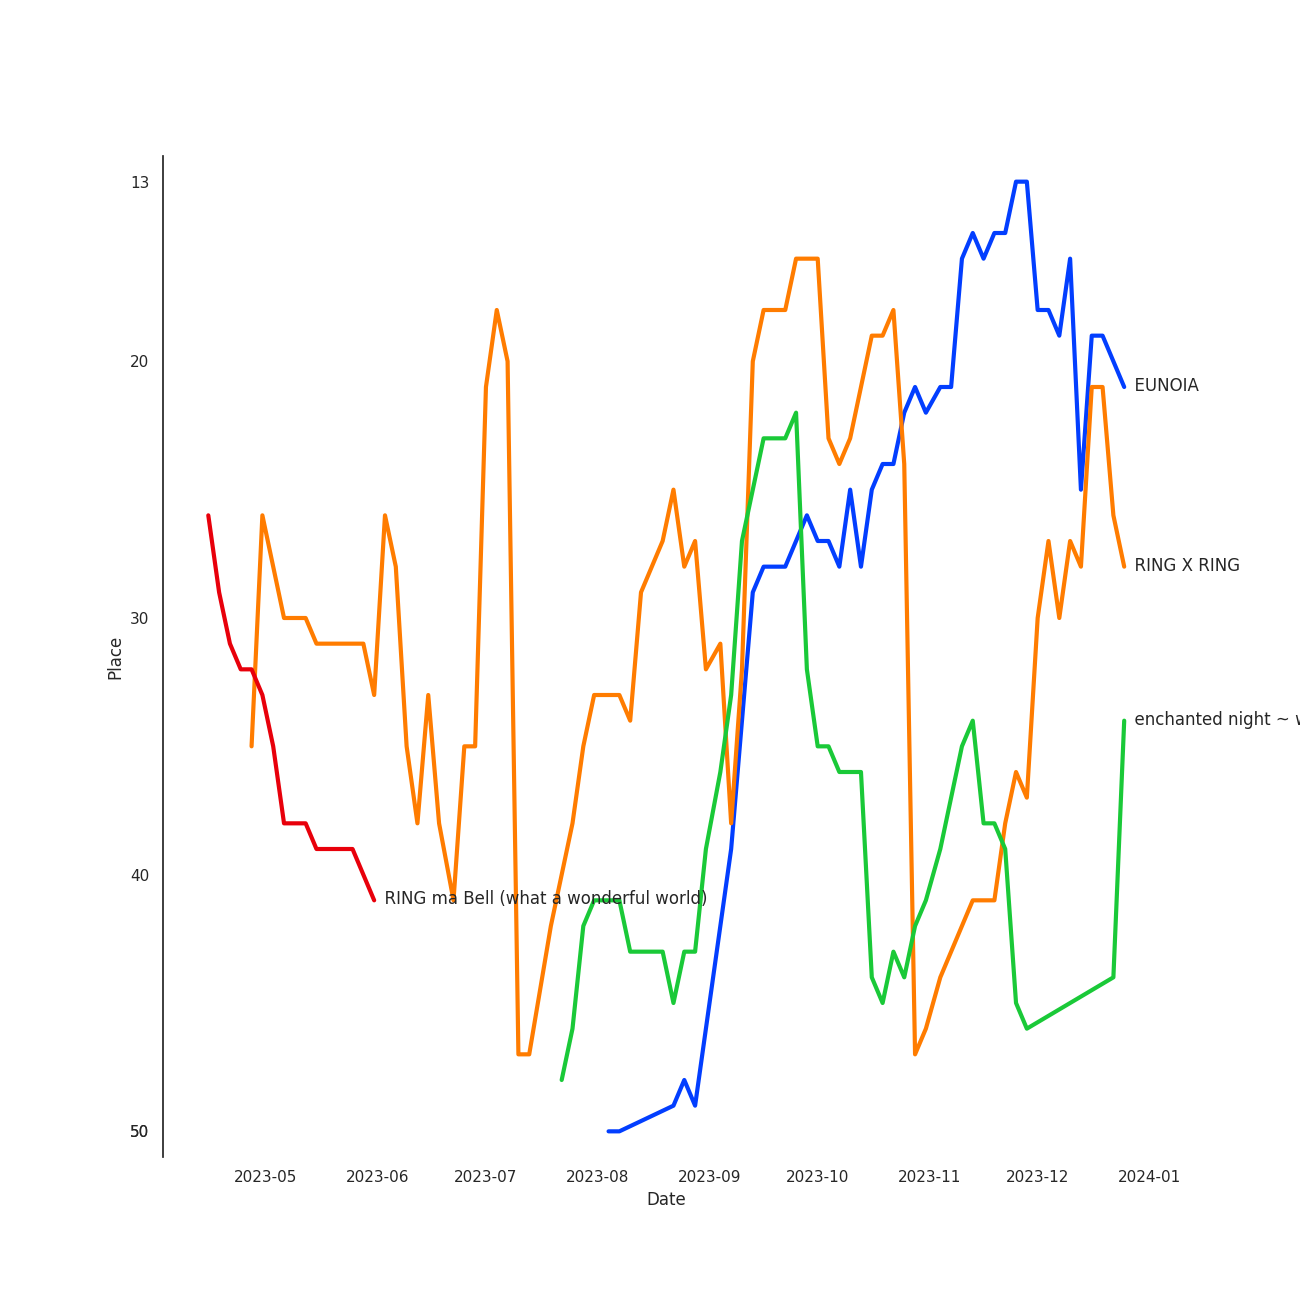 13
20
EUNOIA
RING X RING
30
Place
enchanted night ~
40
RING ma Bell (what a wonderful world)
50
2023-05 2023-06 2023-07 2023-08 2023-09 2023-10 2023-11 2023-12 2024-01
Date